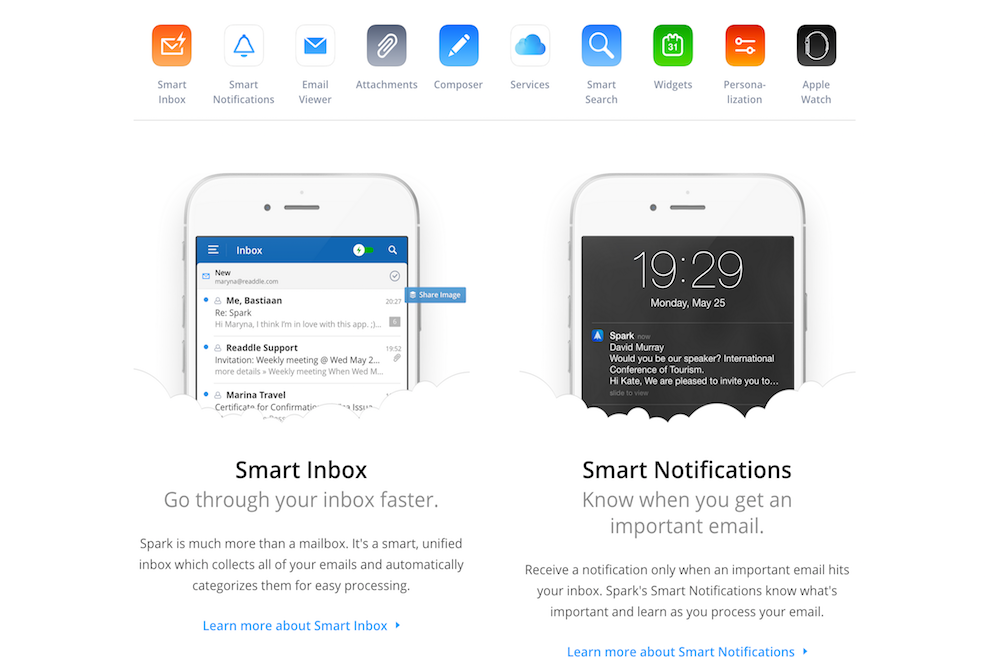 Smart
Inbox
Smart
Notifications
Email
Viewer
Attachments
Composer
Services
Smart
Search
31
Widgets
Persona-
lization
Apple
Watch
Inbox
New
maryna@readdle.com
Me, Bastiaan
20:27
Re: Spark
Hi Maryna, I think I'm in love with this app. ;)...
6
Share Image
Readdle Support
19:52
Invitation: Weekly meeting @ Wed May 2...
more details » Weekly meeting When Wed M...
Marina Travel
Certificate for Confirmation Issu...
19:29
Monday, May 25
Spark now
David Murray
Would you be our speaker? International
Conference of Tourism.
Hi Kate, We are pleased to invite you to...
slide to view
Smart Inbox
Go through your inbox faster.
Spark is much more than a mailbox. It's a smart, unified
inbox which collects all of your emails and automatically
categorizes them for easy processing.
Learn more about Smart Inbox
Smart Notifications
Know when you get an
important email.
Receive a notification only when an important email hits
your inbox. Spark's Smart Notifications know what's
important and learn as you process your email.
Learn more about Smart Notifications